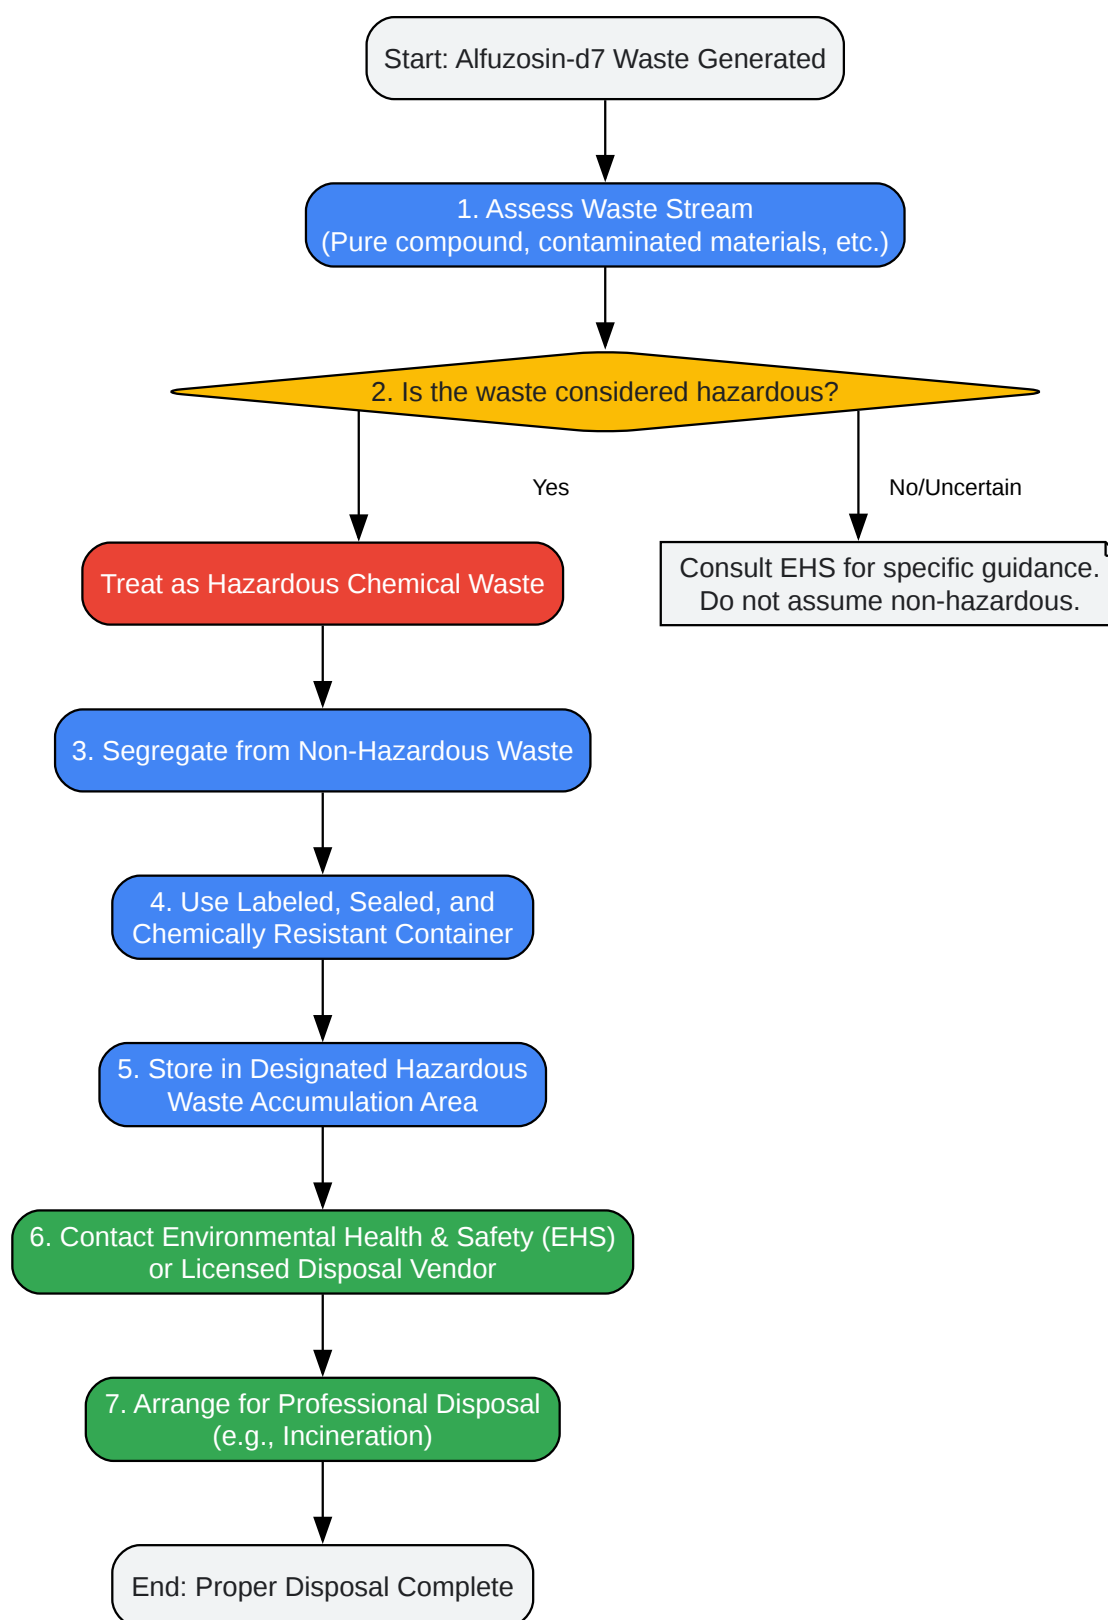 Start: Alfuzosin-d7 Waste Generated
1. Assess Waste Stream
(Pure compound, contaminated materials, etc.)
2. Is the waste considered hazardous?
Yes
No/Uncertain
Treat as Hazardous Chemical Waste
Consult EHS for specific guidance.
Do not assume non-hazardous.
3. Segregate from Non-Hazardous Waste
4. Use Labeled, Sealed, and
Chemically Resistant Container
5. Store in Designated Hazardous
Waste Accumulation Area
6. Contact Environmental Health & Safety (EHS)
or Licensed Disposal Vendor
7. Arrange for Professional Disposal
(e.g., Incineration)
End: Proper Disposal Complete